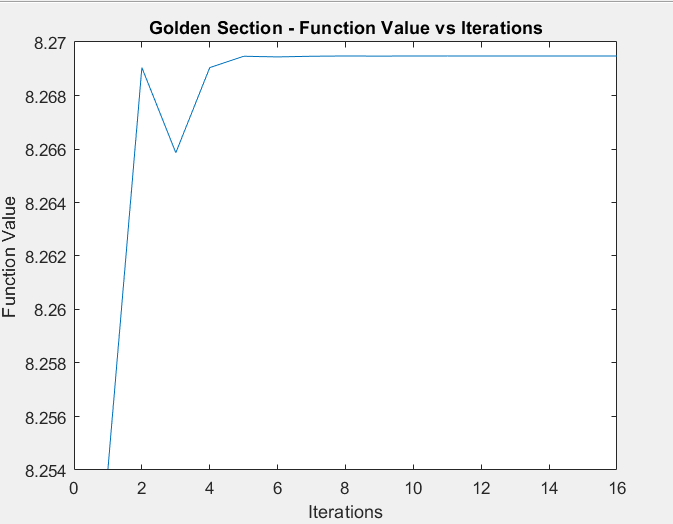 Golden Section - Function Value vs Iterations
8.27
8.268
8.266
8.264
8.262
8.26
8.258
8.256
8.254
Function Value
0 2 4 6 8 10 12 14 16
Iterations